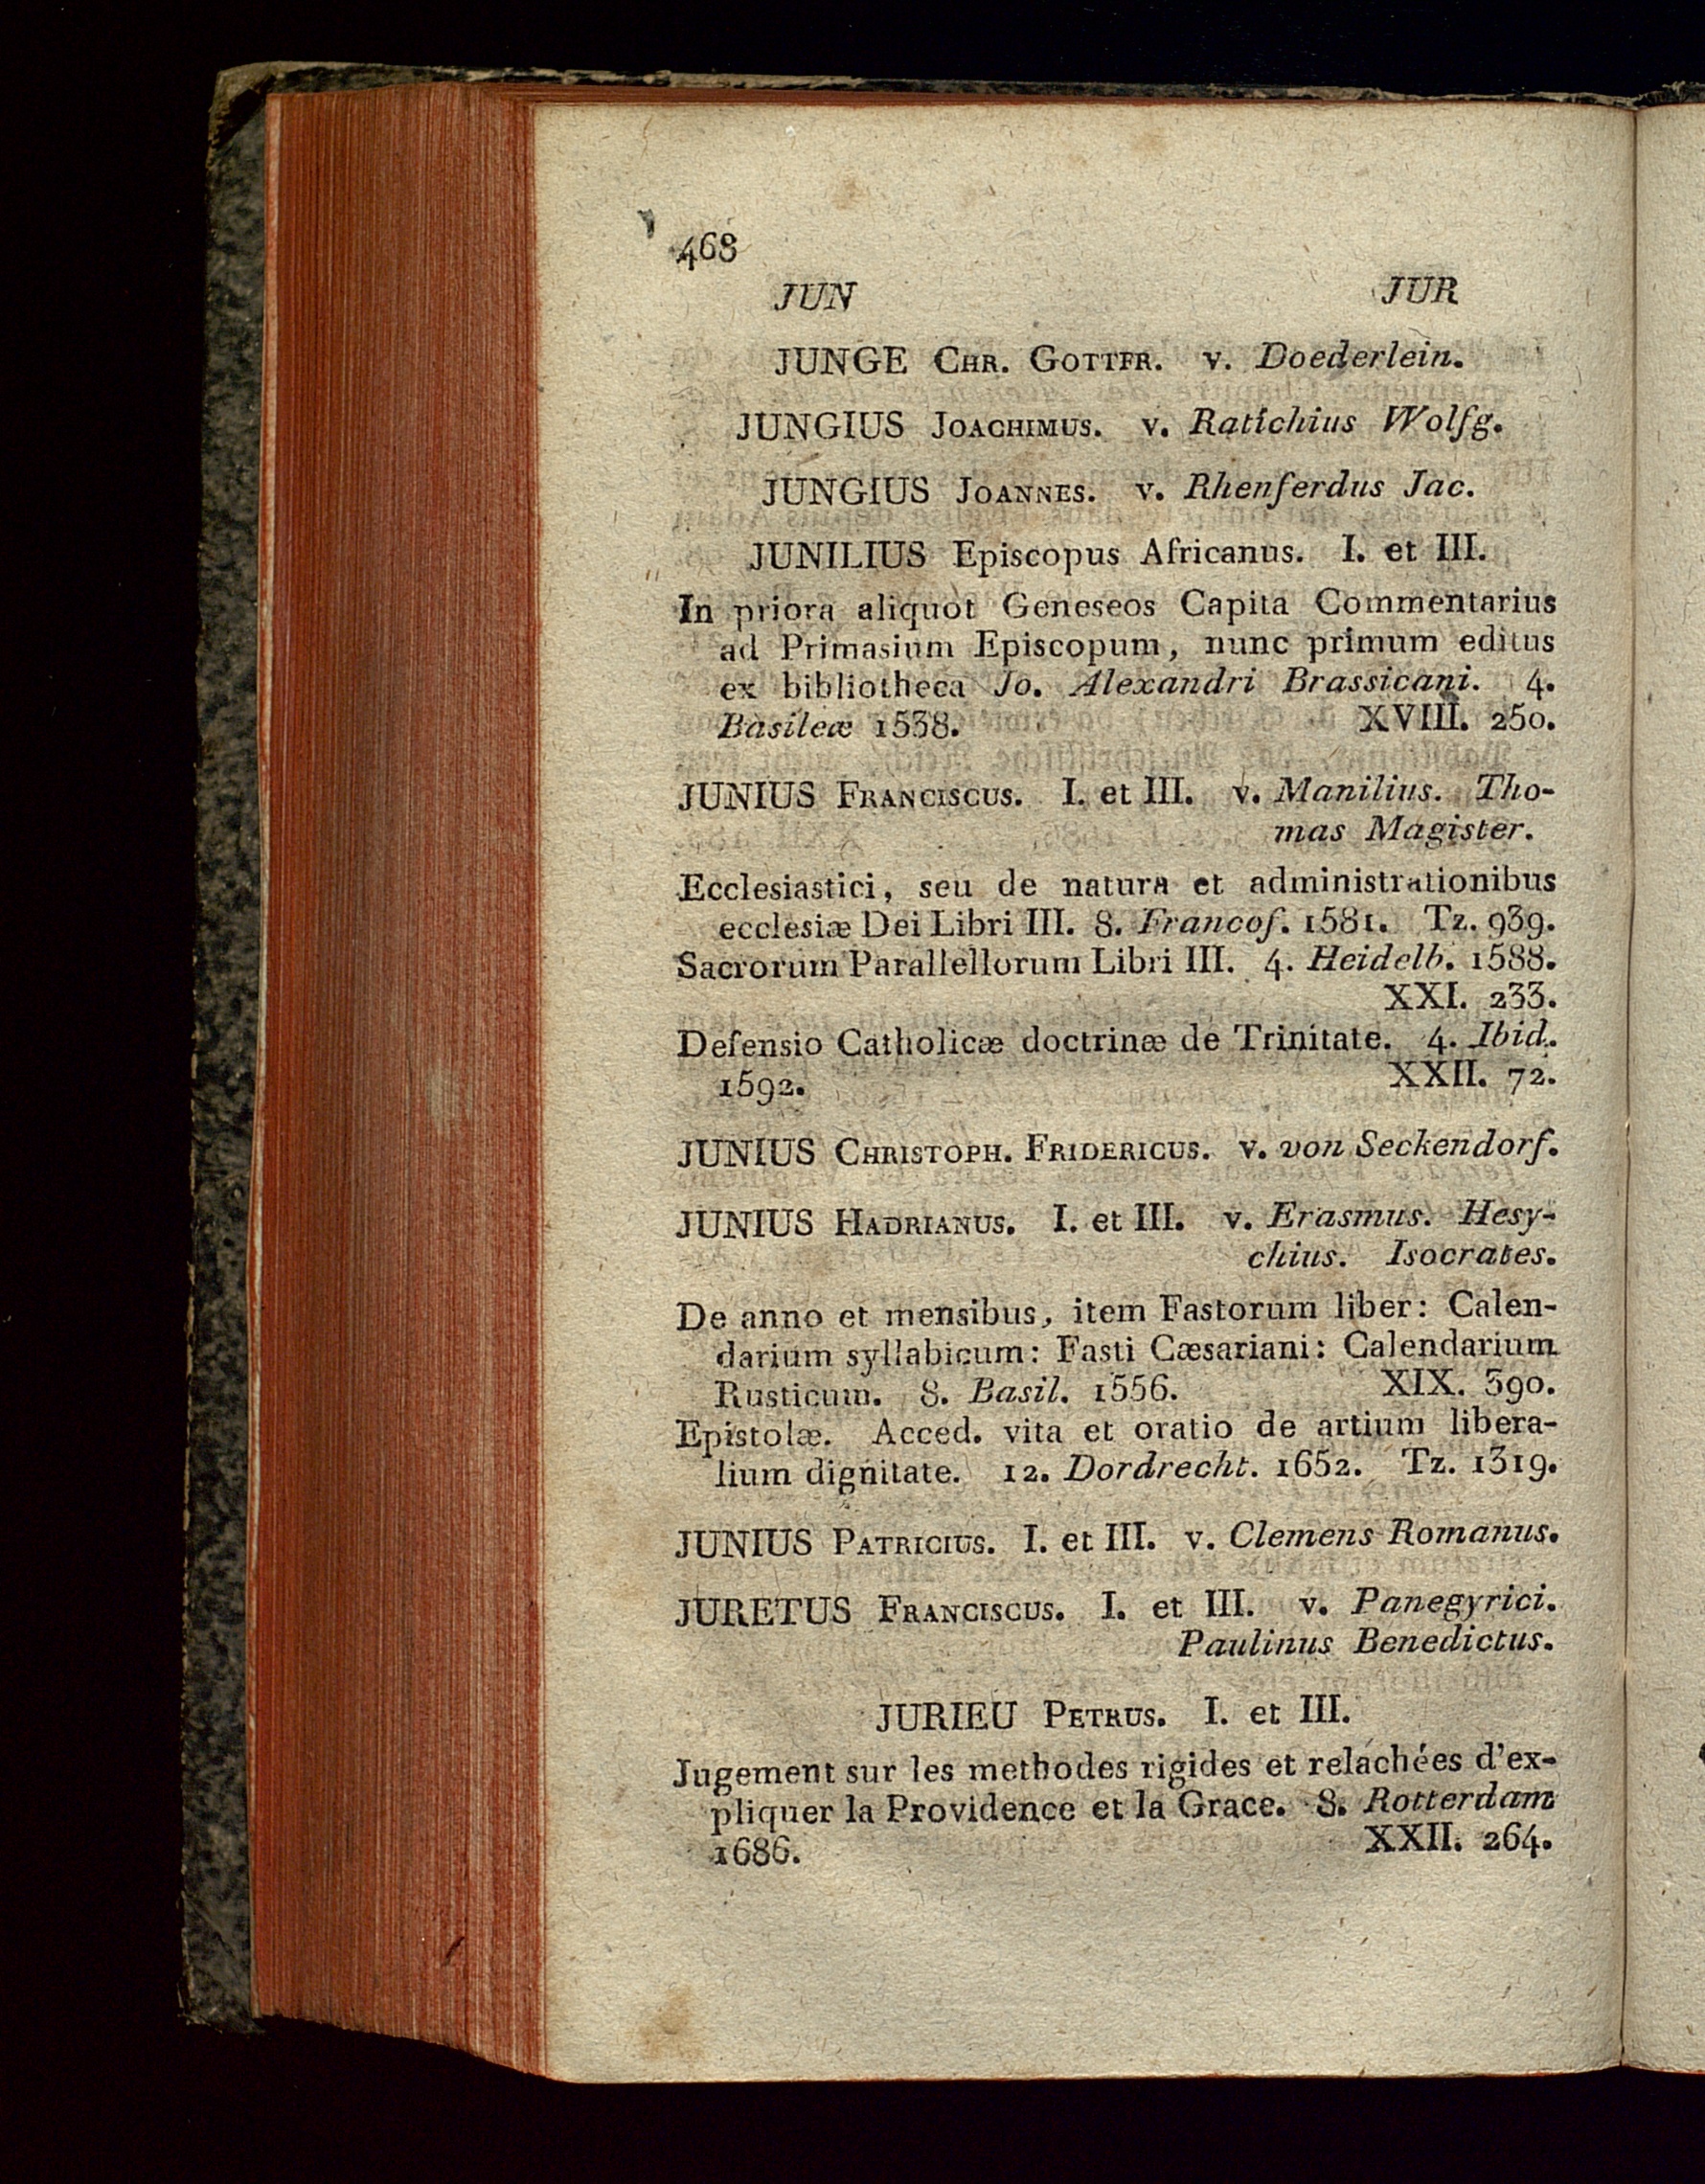 468
JUN JUR
JUNGE CHR. GOTTFR. v. Doederlein.
JUNGIUS JOACHIMUS. v. Ratichius Wolfg.
JUNGIUS JOANNES. v. Rhenferdus Jac.
JUNILIUS Episcopus Africanus. I. et III.
In priora aliquot Geneseos Capita Commentarius
ad Primasium Episcopum, nunc primum editus
ex bibliotheca Jo. Alexandri Brassicani. 4.
Basileæ 1538. XVIII. 250.
JUNIUS FRANCISCUS. I. et III. v. Manilius. Tho-
mas Magister.
Ecclesiastici, seu de natura et administrationibus
ecclesiæ Dei Libri III. 8. Francof. 1581. Tz. 939.
Sacrorum Parallellorum Libri III. 4. Heidelb. 1588.
XXI. 233.
Defensio Catholicæ doctrinæ de Trinitate. 4. Ibid.
1592. XXII. 72.
JUNIUS CHRISTOPH. FRIDERICUS. v. von Seckendorf.
JUNIUS HADRIANUS. I. et III. v. Erasmus. Hesy-
chius. Isocrates.
De anno et mensibus, item Fastorum liber: Calen-
darium syllabicum: Fasti Cæsariani: Calendarium
Rusticum. 8. Basil. 1556. XIX. 390.
Epistolæ. Acced. vita et oratio de artium libera-
lium dignitate. 12. Dordrecht. 1652. Tz. 1319.
JUNIUS PATRICIUS. I. et III. v. Clemens Romanus.
JURETUS FRANCISCUS. I. et III. v. Panegyrici.
Paulinus Benedictus.
JURIEU PETRUS. I. et III.
Jugement sur les methodes rigides et relachées d'ex-
pliquer la Providence et la Grace. 8. Rotterdam
1686. XXII. 264.